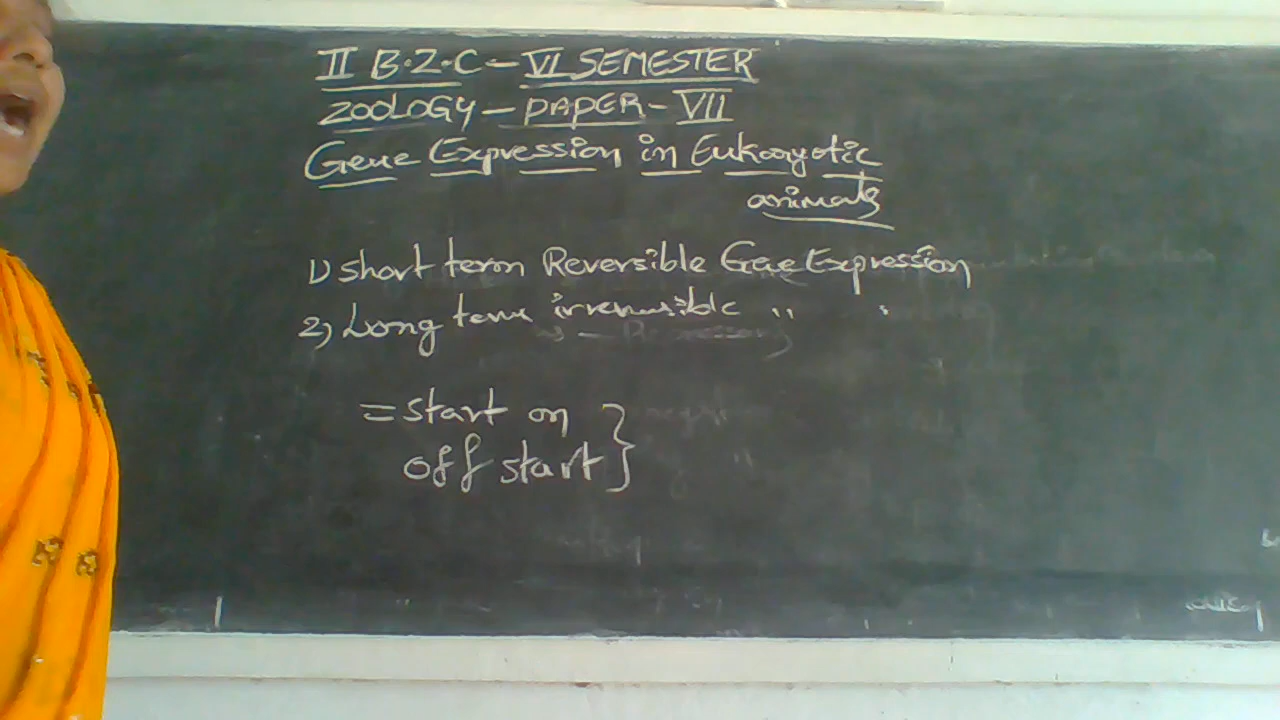 II B.Z.C - VI SEMESTER
ZOOLOGY - PAPER - VII
Gene Expression in Eukaryotic
animals
1) short term Reversible Gene Expression
2) Long term irreversible " "
= start on
off start }